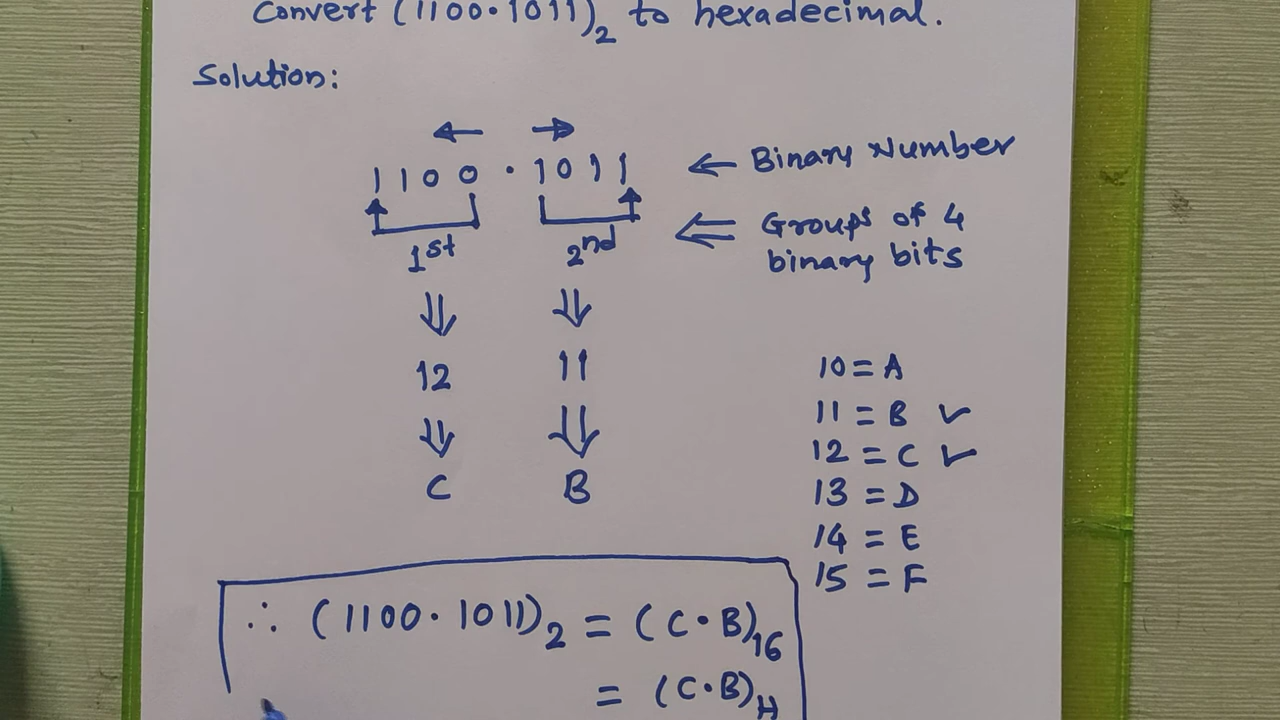 Convert (1100.1011)₂ to hexadecimal.
Solution:
← →
1100.1011 ← Binary Number
1st 2nd ⇐ Groups of 4
binary bits
⇓ ⇓
12 11
⇓ ⇓
C B
10 = A
11 = B ✓
12 = C ✓
13 = D
14 = E
15 = F
∴ (1100.1011)₂ = (C.B)₁₆
= (C.B)H